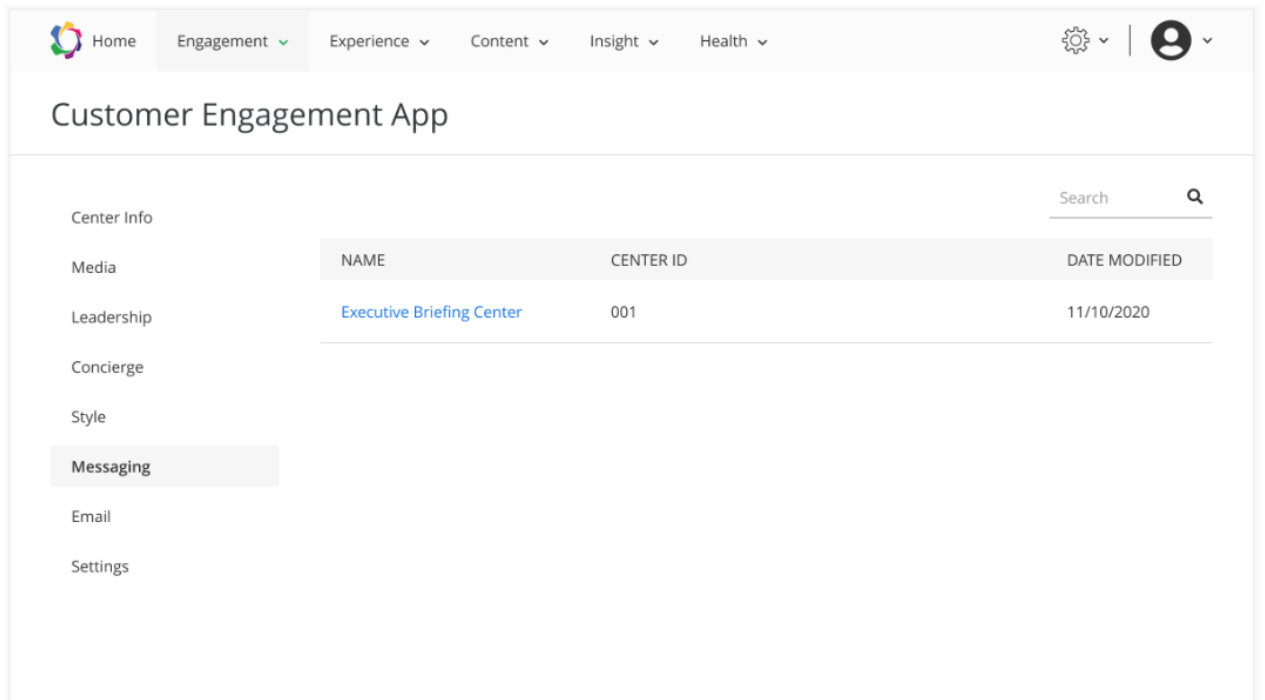 Home Engagement Experience Content Insight Health
Customer Engagement App
Search
Center Info
Media
Leadership
Concierge
Style
Messaging
Email
Settings
NAME CENTER ID DATE MODIFIED
Executive Briefing Center 001 11/10/2020